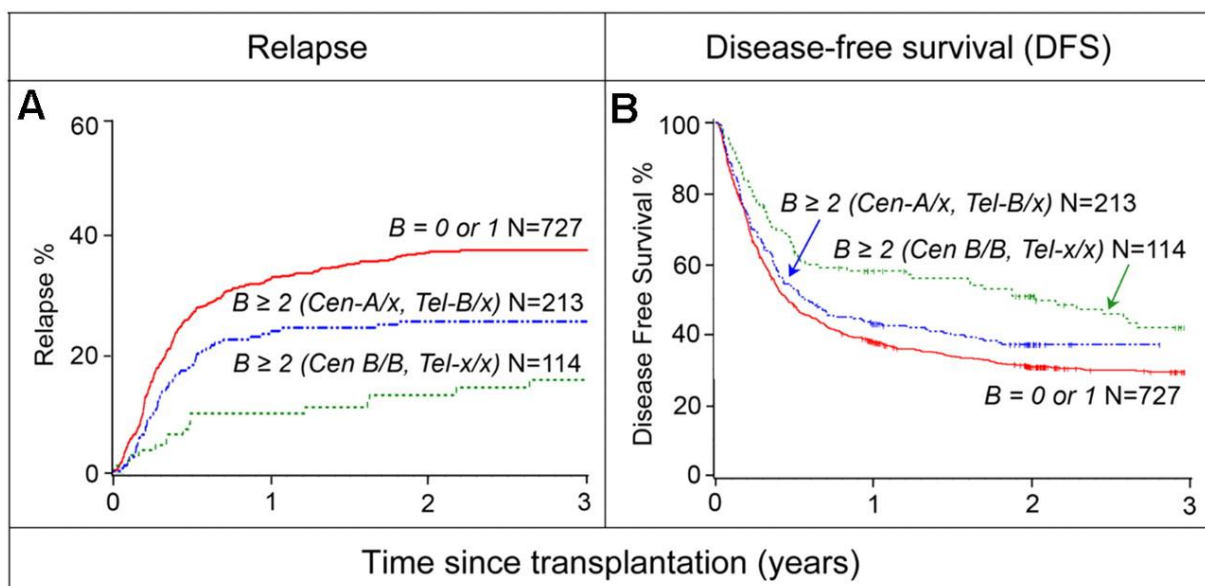 Relapse
Disease-free survival (DFS)
A
60
40
20
0
Relapse %
B = 0 or 1 N=727
B ≥ 2 (Cen-A/x, Tel-B/x) N=213
B ≥ 2 (Cen B/B, Tel-x/x) N=114
0 1 2 3
B
100
80
60
40
20
0
Disease Free Survival %
B ≥ 2 (Cen-A/x, Tel-B/x) N=213
B ≥ 2 (Cen B/B, Tel-x/x) N=114
B = 0 or 1 N=727
0 1 2 3
Time since transplantation (years)